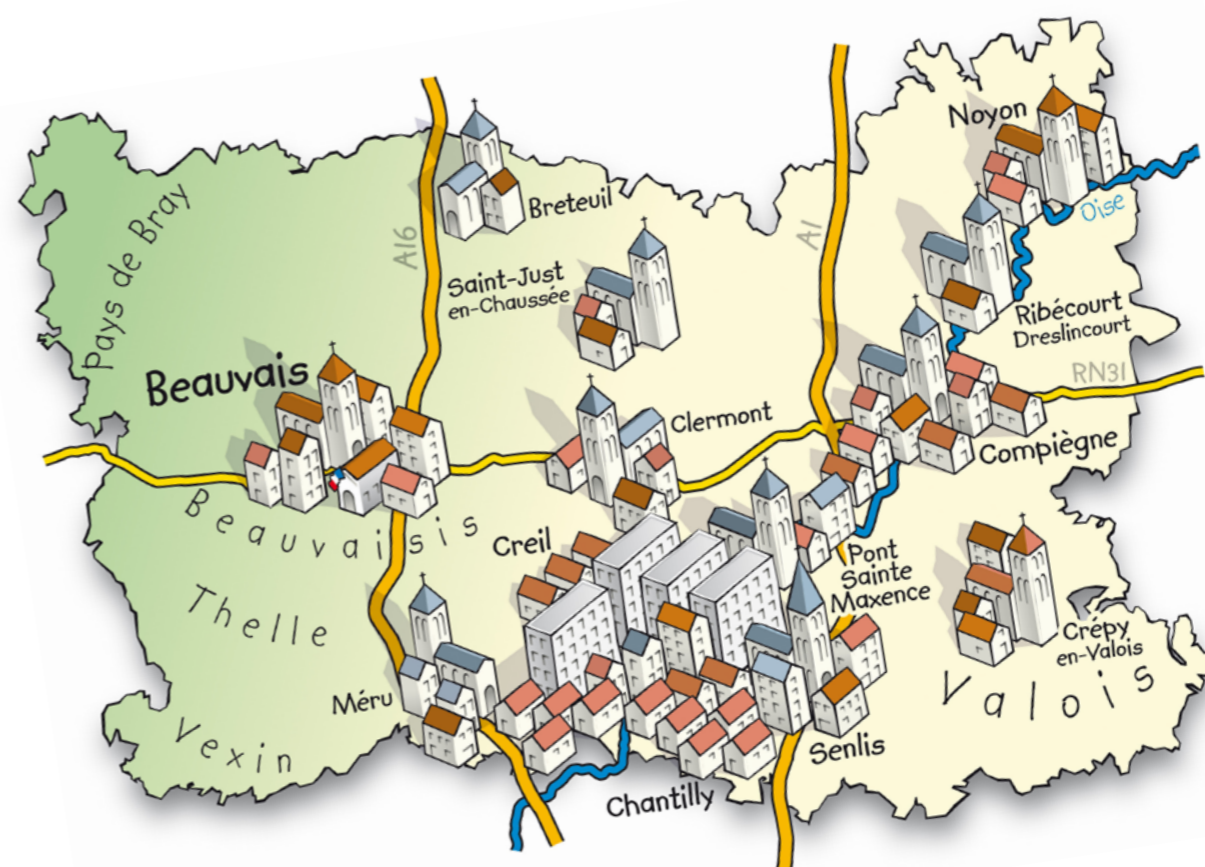 Noyon
Oise
Pays de Bray
A16
Breteuil
A1
Saint-Just
en-Chaussée
Ribécourt
Dreslincourt
RN31
Beauvais
Clermont
Compiègne
Beauvaisis
Creil
Pont
Sainte
Maxence
Thelle
Crépy
en-Valois
Méru
Valois
Vexin
Senlis
Chantilly